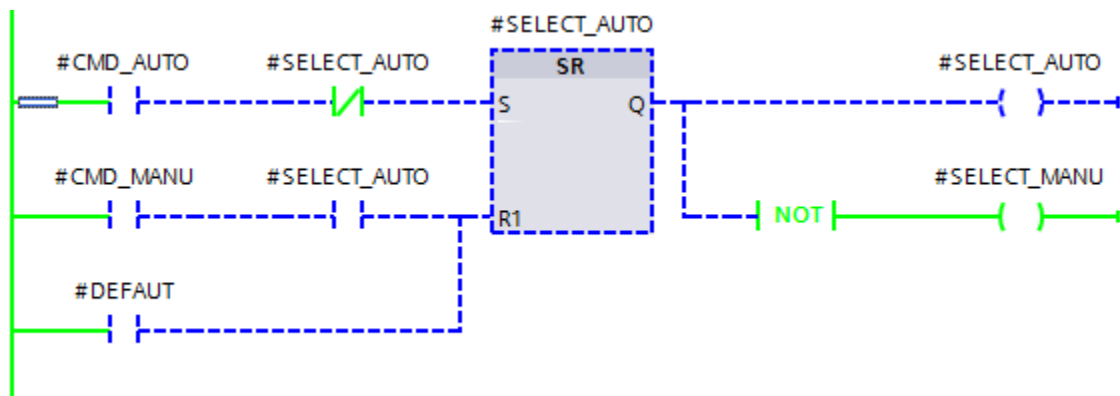 #SELECT_AUTO
#CMD_AUTO #SELECT_AUTO SR #SELECT_AUTO
S Q
#CMD_MANU #SELECT_AUTO #SELECT_MANU
R1 NOT
#DEFAUT